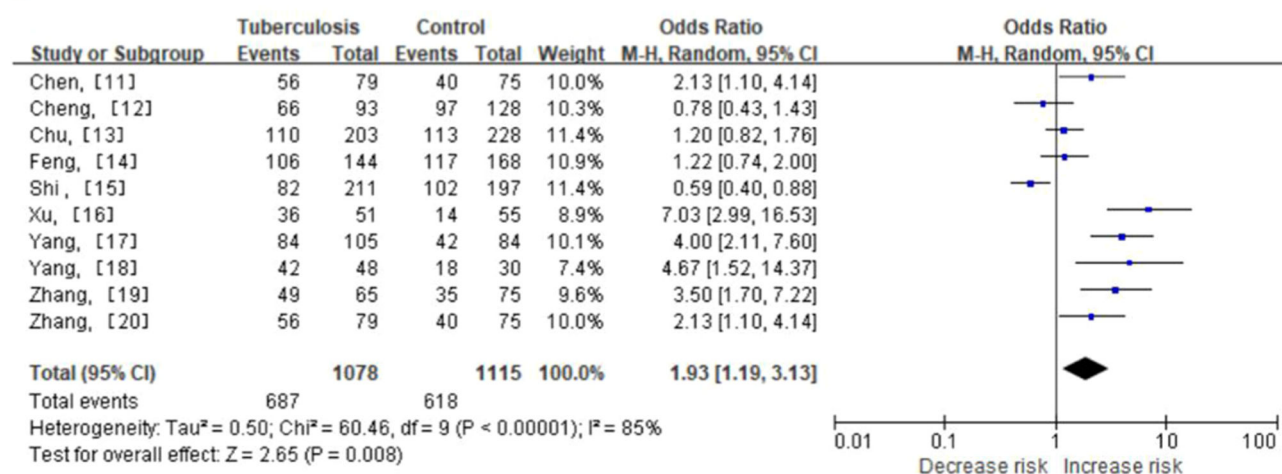 Tuberculosis Control Odds Ratio Odds Ratio
Study or Subgroup Events Total Events Total Weight M-H, Random, 95% CI M-H, Random, 95% CI
Chen, [11] 56 79 40 75 10.0% 2.13 [1.10, 4.14]
Cheng, [12] 66 93 97 128 10.3% 0.78 [0.43, 1.43]
Chu, [13] 110 203 113 228 11.4% 1.20 [0.82, 1.76]
Feng, [14] 106 144 117 168 10.9% 1.22 [0.74, 2.00]
Shi, [15] 82 211 102 197 11.4% 0.59 [0.40, 0.88]
Xu, [16] 36 51 14 55 8.9% 7.03 [2.99, 16.53]
Yang, [17] 84 105 42 84 10.1% 4.00 [2.11, 7.60]
Yang, [18] 42 48 18 30 7.4% 4.67 [1.52, 14.37]
Zhang, [19] 49 65 35 75 9.6% 3.50 [1.70, 7.22]
Zhang, [20] 56 79 40 75 10.0% 2.13 [1.10, 4.14]
Total (95% CI) 1078 1115 100.0% 1.93 [1.19, 3.13]
Total events 687 618
Heterogeneity: Tau² = 0.50; Chi² = 60.46, df = 9 (P < 0.00001); I² = 85%
Test for overall effect: Z = 2.65 (P = 0.008)
0.01 0.1 1 10 100
Decrease risk Increase risk